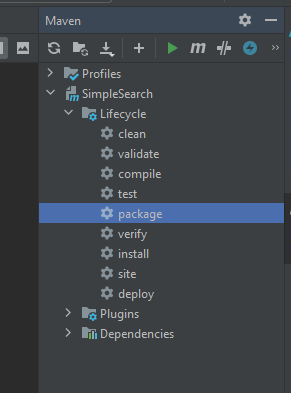 Maven
Profiles
SimpleSearch
Lifecycle
clean
validate
compile
test
package
verify
install
site
deploy
Plugins
Dependencies